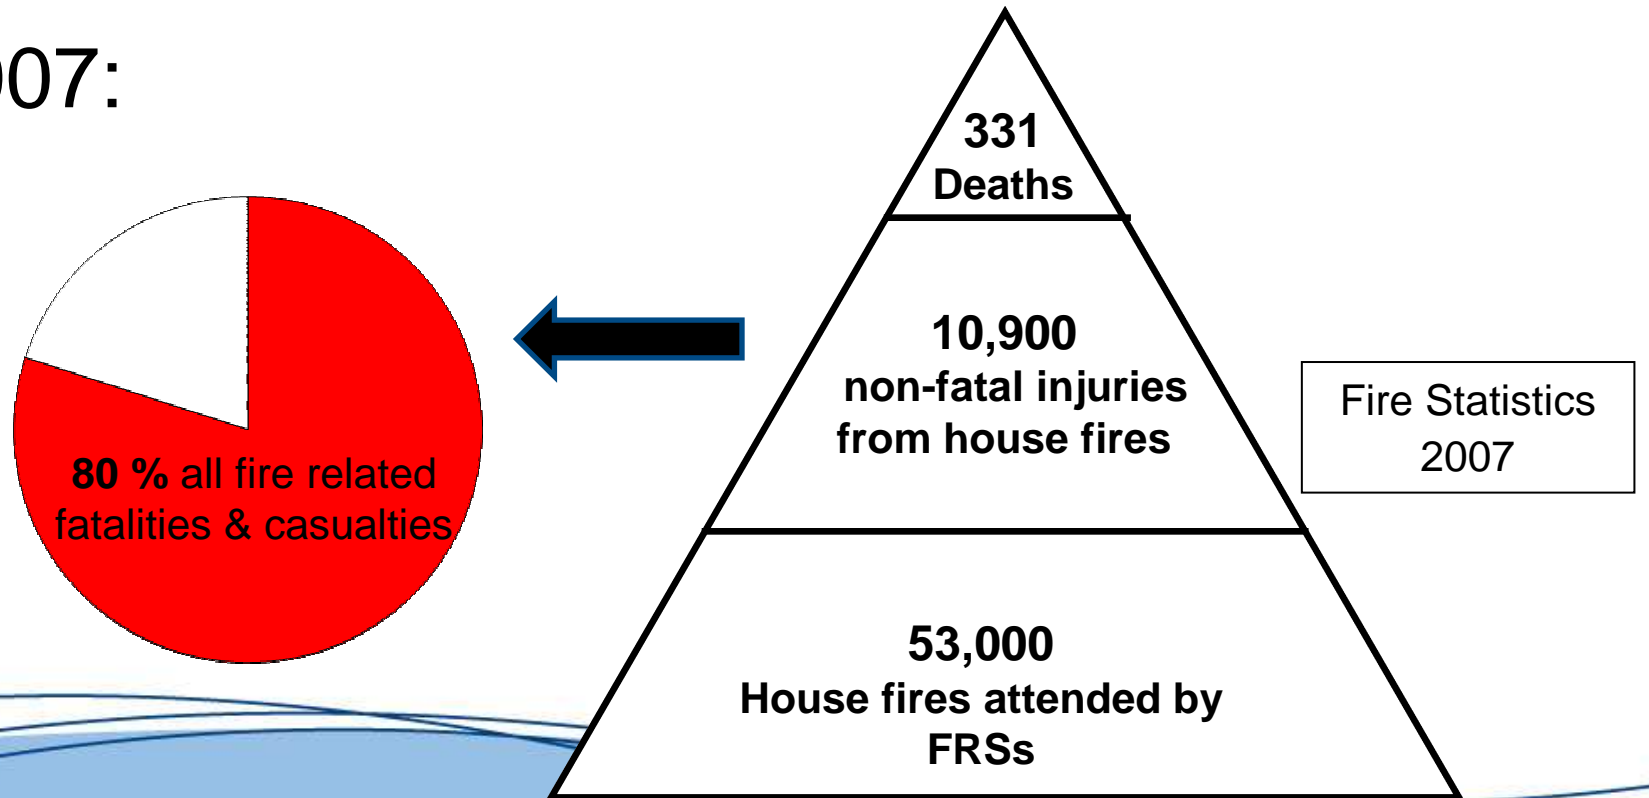 007:
331
Deaths
10,900
non-fatal injuries
from house fires
80 % all fire related
fatalities & casualties
Fire Statistics
2007
53,000
House fires attended by
FRSs